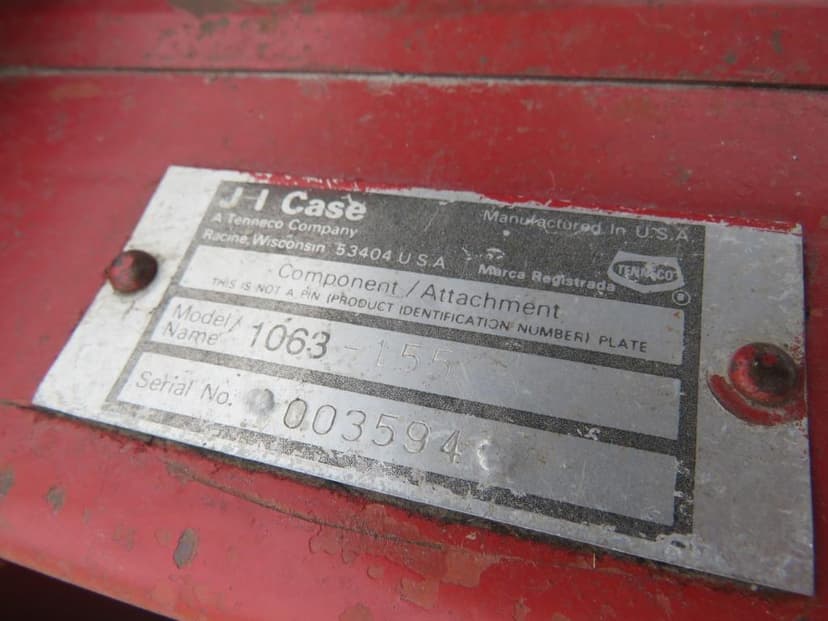 J I Case
A Tenneco Company
Racine, Wisconsin 53404 U S A
Manufactured In U.S.A
Marca Registrada
TENNECO
®
Component/Attachment
THIS IS NOT A PIN (PRODUCT IDENTIFICATION NUMBER) PLATE
Model/
Name 1063-155
Serial No. 003594